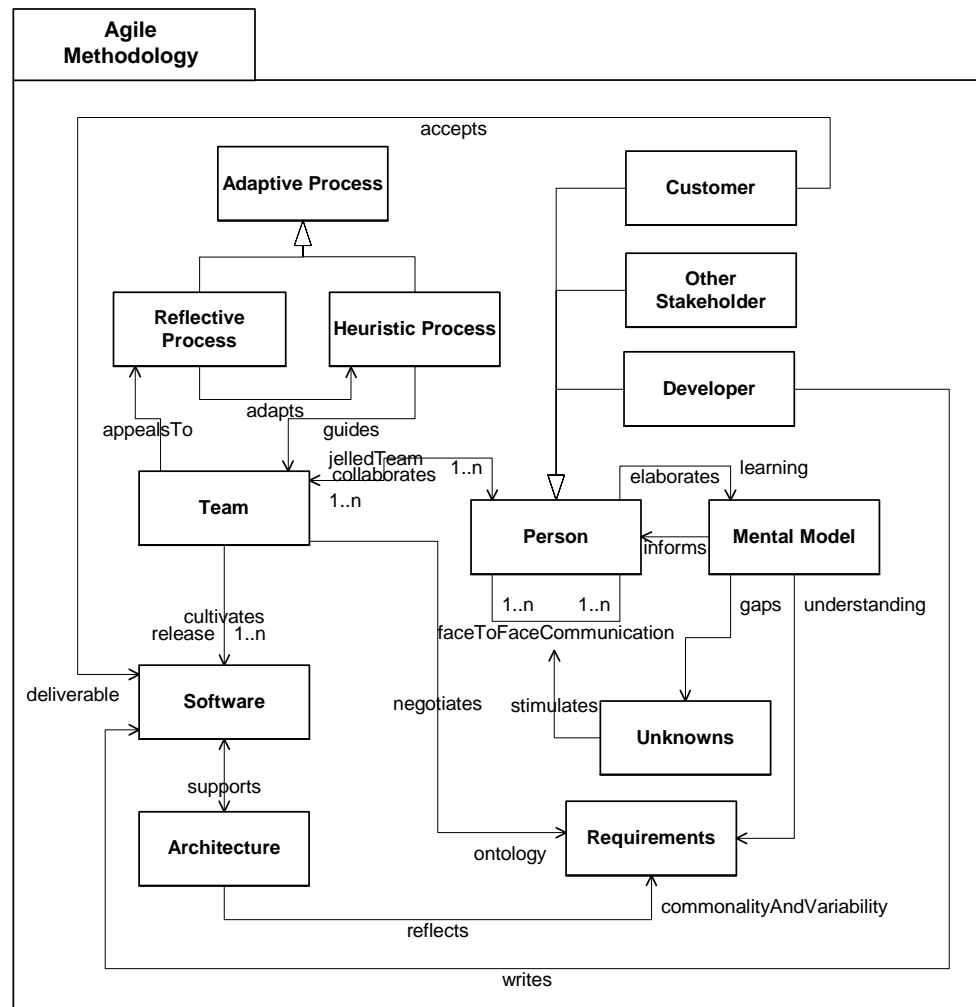 Agile
Methodology
accepts
Adaptive Process
Customer
Other
Stakeholder
Reflective
Process
Heuristic Process
Developer
adapts
appealsTo
guides
jelledTeam
collaborates
1..n
1..n
elaborates
learning
Team
Person
informs
Mental Model
1..n
1..n
gaps
understanding
cultivates
release
1..n
faceToFaceCommunication
deliverable
Software
negotiates
stimulates
Unknowns
supports
Architecture
Requirements
ontology
commonalityAndVariability
reflects
writes